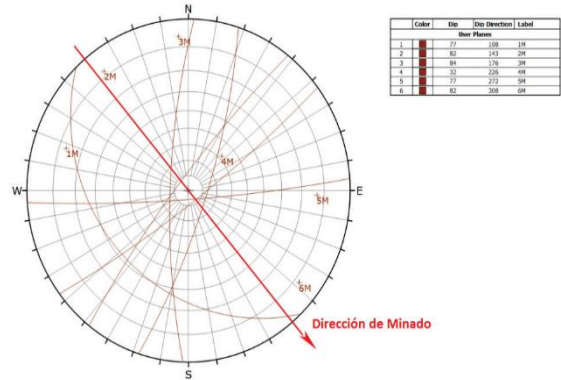 N
3M
2M
1M
4M
W
E
5M
6M
Dirección de Minado
S
Color Dip Dip Direction Label
User Planes
1 77 108 1M
2 82 143 2M
3 84 176 3M
4 32 226 4M
5 77 272 5M
6 82 308 6M